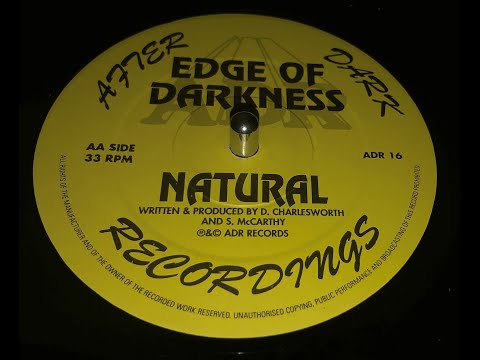 AFTER DARK
EDGE OF
DARKNESS
AA SIDE
33 RPM
ADR 16
NATURAL
WRITTEN & PRODUCED BY D. CHARLESWORTH
AND S. McCARTHY
℗&© ADR RECORDS
RECORDINGS
ALL RIGHTS OF THE MANUFACTURER AND OF THE OWNER OF THE RECORDED WORK RESERVED. UNAUTHORISED COPYING, PUBLIC PERFORMANCE AND BROADCASTING OF THIS RECORD PROHIBITED.